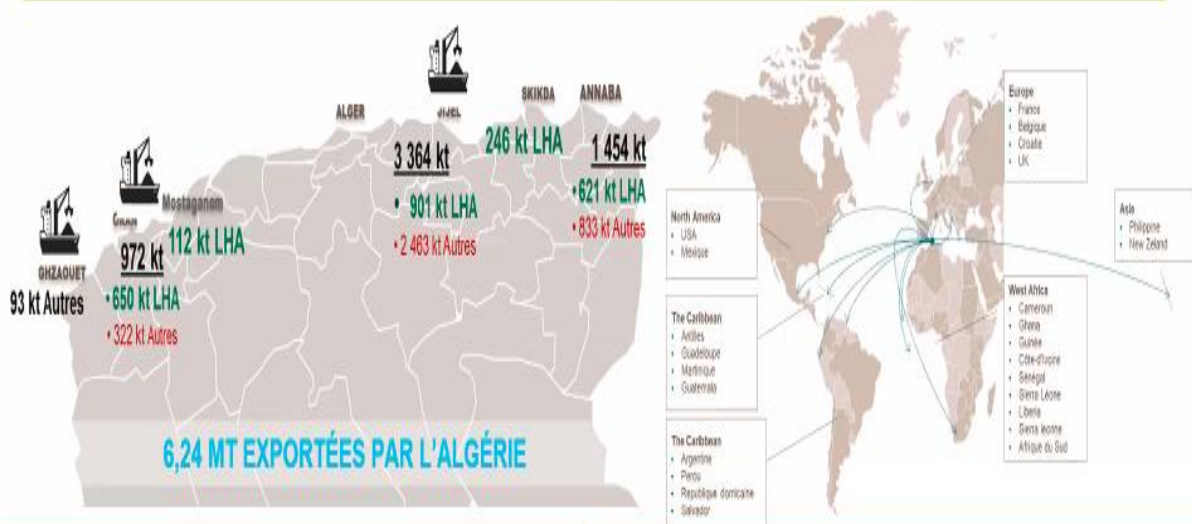 ALGER
JIJEL
SKIKDA
ANNABA
3 364 kt
• 901 kt LHA
• 2 463 kt Autres
246 kt LHA
1 454 kt
• 621 kt LHA
• 833 kt Autres
Mostaganem
112 kt LHA
972 kt
• 650 kt LHA
• 322 kt Autres
GHZAOUET
93 kt Autres
6,24 MT EXPORTÉES PAR L'ALGÉRIE
Europe
• France
• Belgique
• Croatie
• UK
North America
• USA
• Mexique
Asia
• Philippine
• New Zeland
The Caribbean
• Antilles
• Guadeloupe
• Martinique
• Guatemala
West Africa
• Cameroun
• Ghana
• Guinée
• Côte-d'Ivoire
• Sénégal
• Sierra Léone
• Liberia
• Sierra leonne
• Afrique du Sud
The Caribbean
• Argentine
• Perou
• Republique domicaine
• Salvador